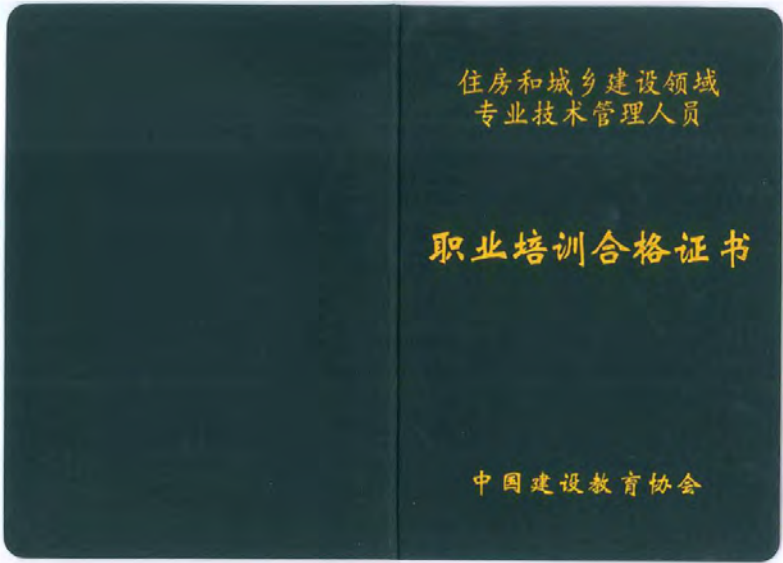 住房和城乡建设领域
专业技术管理人员
职业培训合格证书
中国建设教育协会